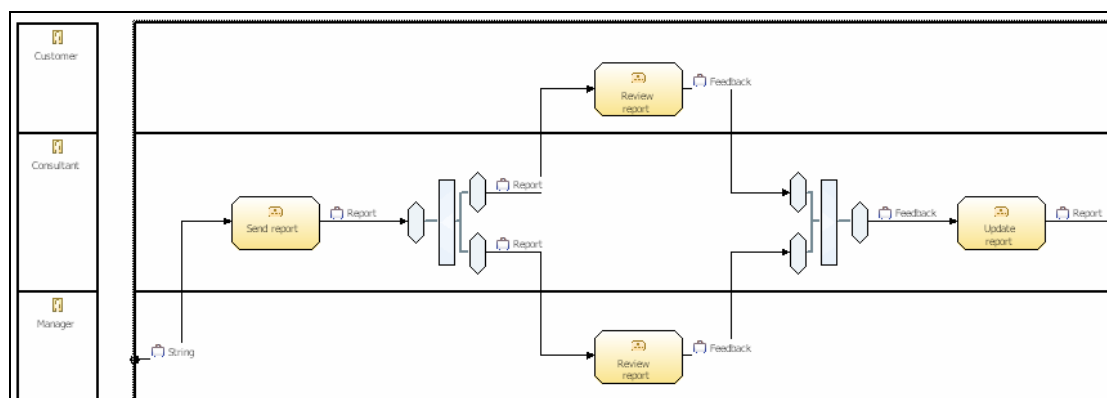 Customer
Review
report
Feedback
Consultant
Send report
Report
Report
Report
Feedback
Update
report
Report
Manager
String
Review
report
Feedback